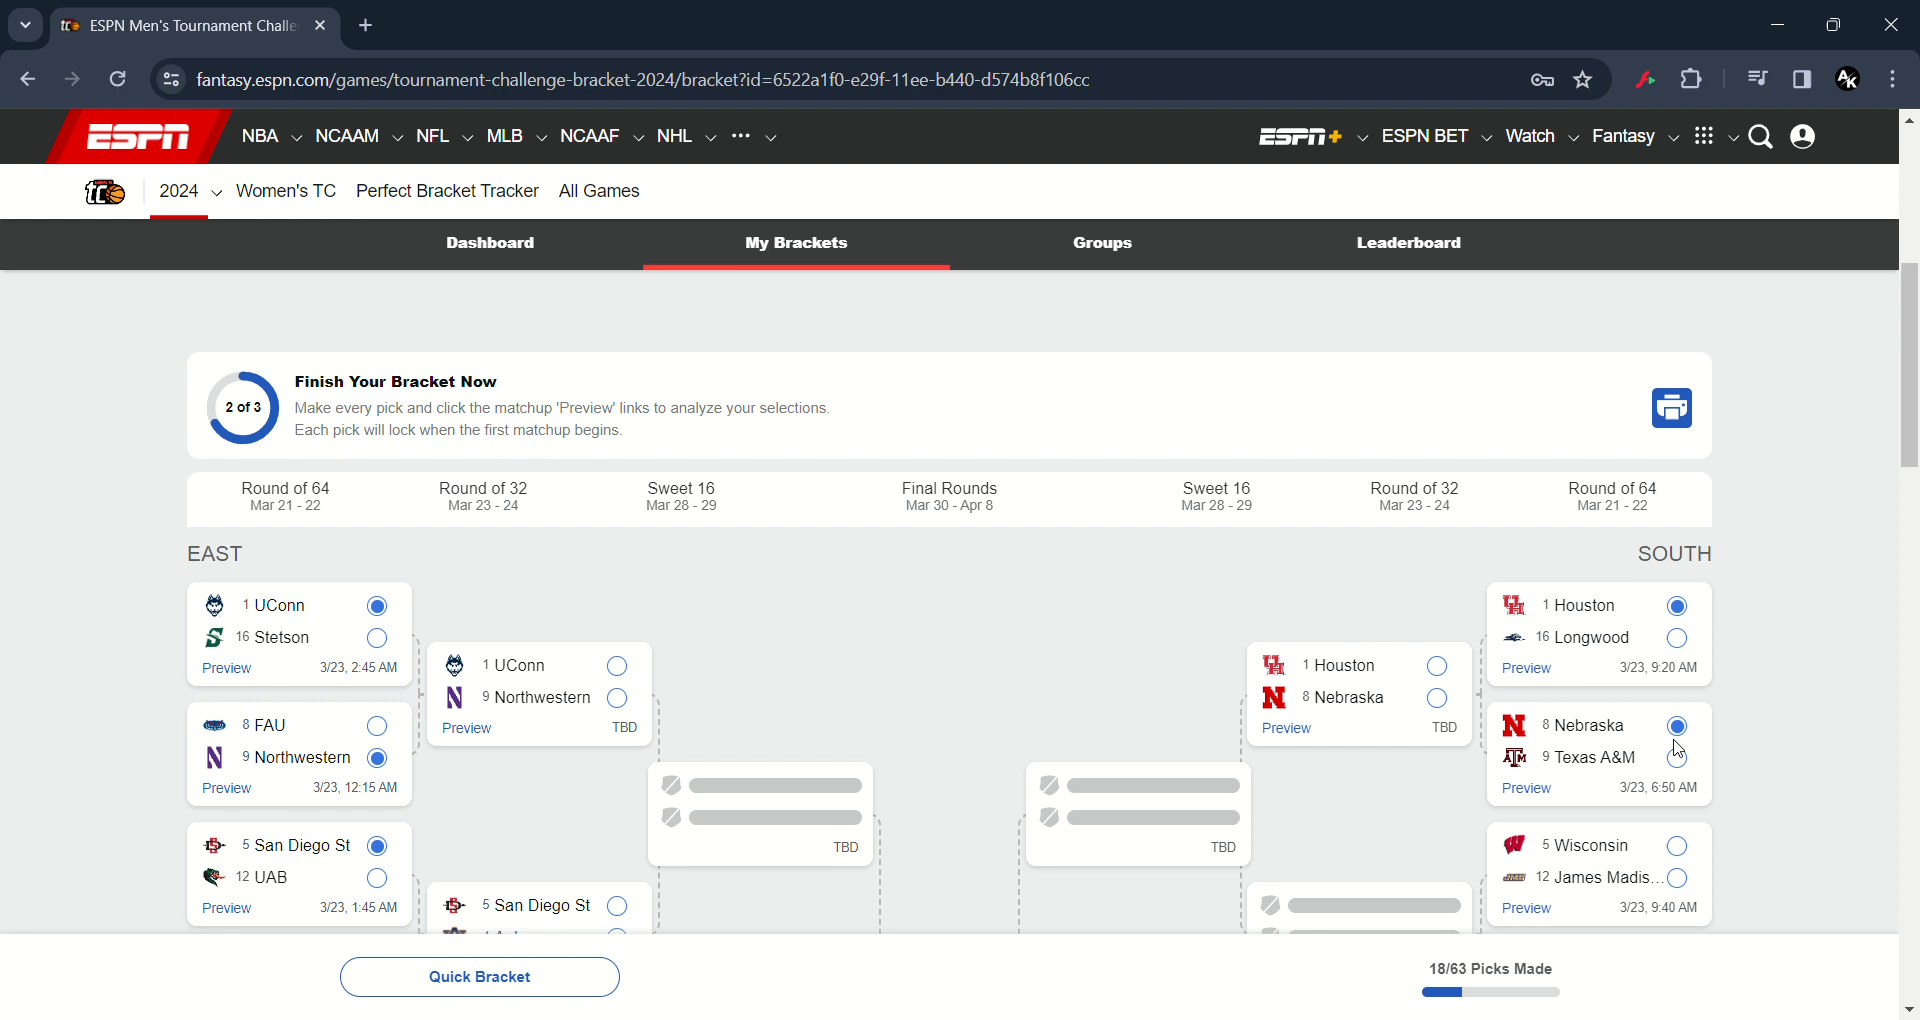 ESPN Men's Tournament Challe
fantasy.espn.com/games/tournament-challenge-bracket-2024/bracket?id=6522a1f0-e29f-11ee-b440-d574b8f106cc
AK
ESPN NBA NCAAM NFL MLB NCAAF NHL ••• ESPN+ ESPN BET Watch Fantasy
tc 2024 Women's TC Perfect Bracket Tracker All Games
Dashboard My Brackets Groups Leaderboard
2 of 3
Finish Your Bracket Now
Make every pick and click the matchup 'Preview' links to analyze your selections.
Each pick will lock when the first matchup begins.
Round of 64 Round of 32 Sweet 16 Final Rounds Sweet 16 Round of 32 Round of 64
Mar 21 - 22 Mar 23 - 24 Mar 28 - 29 Mar 30 - Apr 8 Mar 28 - 29 Mar 23 - 24 Mar 21 - 22
EAST
1 UConn
16 Stetson
Preview 3/23, 2:45 AM
8 FAU
9 Northwestern
Preview 3/23, 12:15 AM
5 San Diego St
12 UAB
Preview 3/23, 1:45 AM
1 UConn
9 Northwestern
Preview TBD
5 San Diego St
TBD
SOUTH
TBD
1 Houston
8 Nebraska
Preview TBD
1 Houston
16 Longwood
Preview 3/23, 9:20 AM
8 Nebraska
9 Texas A&M
Preview 3/23, 6:50 AM
5 Wisconsin
12 James Madis...
Preview 3/23, 9:40 AM
Quick Bracket
18/63 Picks Made